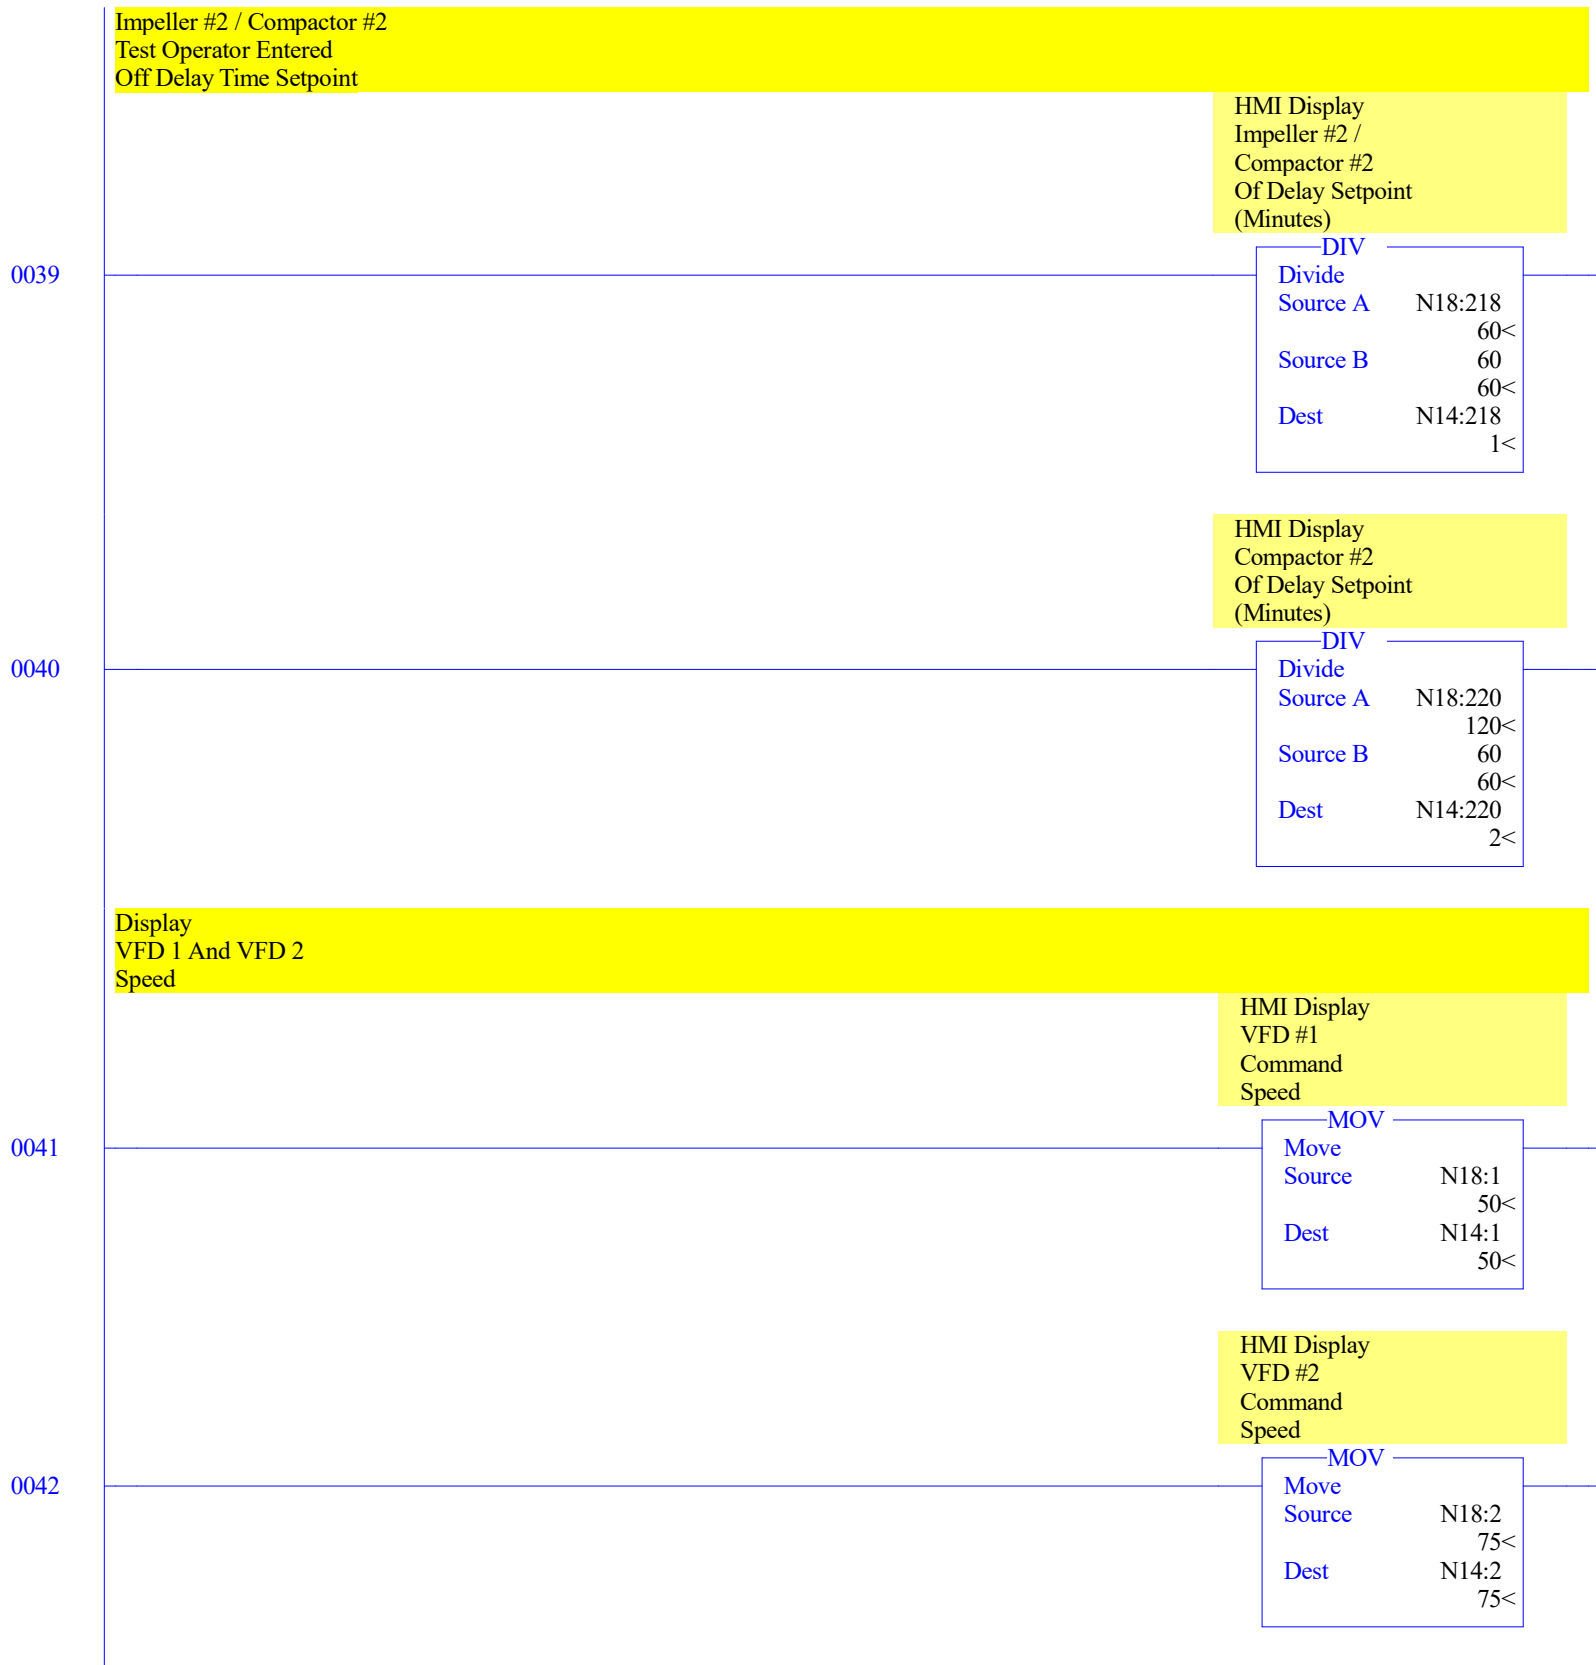 Impeller #2 / Compactor #2
Test Operator Entered
Off Delay Time Setpoint
HMI Display
Impeller #2 /
Compactor #2
Of Delay Setpoint
(Minutes)
DIV
0039
Divide
Source A N18:218
60<
Source B 60
60<
Dest N14:218
1<
HMI Display
Compactor #2
Of Delay Setpoint
(Minutes)
DIV
0040
Divide
Source A N18:220
120<
Source B 60
60<
Dest N14:220
2<
Display
VFD 1 And VFD 2
Speed
HMI Display
VFD #1
Command
Speed
MOV
0041
Move
Source N18:1
50<
Dest N14:1
50<
HMI Display
VFD #2
Command
Speed
MOV
0042
Move
Source N18:2
75<
Dest N14:2
75<